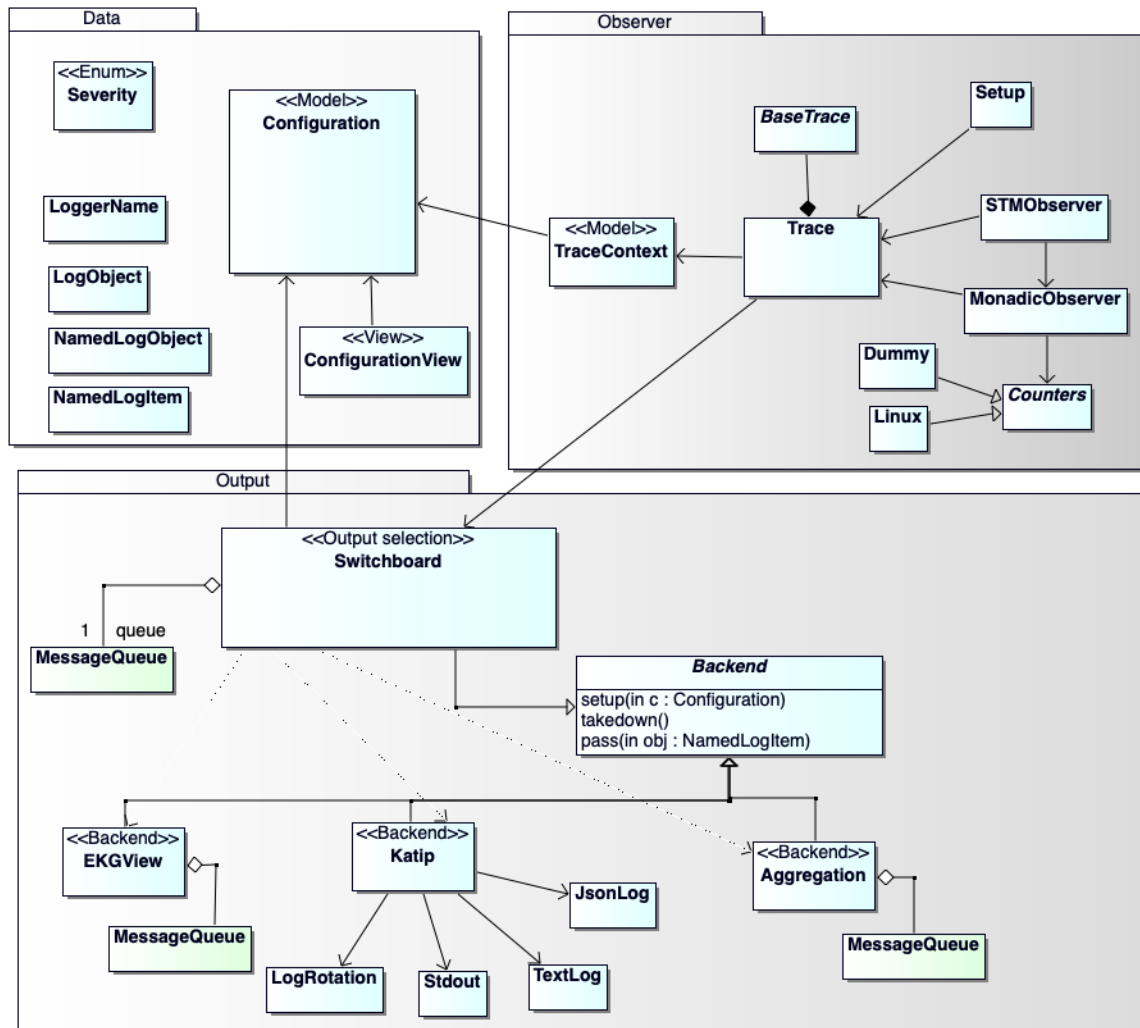 Data
<<Enum>>
Severity
<<Model>>
Configuration
LoggerName
LogObject
NamedLogObject
NamedLogItem
<<View>>
ConfigurationView
Observer
BaseTrace
Setup
<<Model>>
TraceContext
Trace
STMObserver
MonadicObserver
Dummy
Counters
Linux
Output
<<Output selection>>
Switchboard
1 queue
MessageQueue
Backend
setup(in c : Configuration)
takedown()
pass(in obj : NamedLogItem)
<<Backend>>
EKGView
<<Backend>>
Katip
<<Backend>>
Aggregation
JsonLog
MessageQueue
MessageQueue
LogRotation
Stdout
TextLog